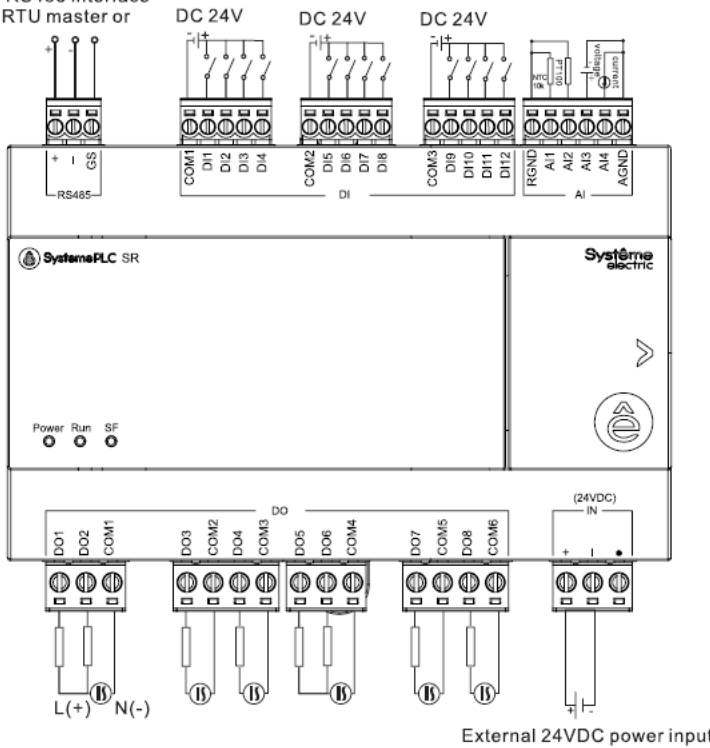 RTU master or
DC 24V
DC 24V
DC 24V
+
-
- +
- +
- +
NTC
10k
PT100
voltage
current
+ - GS
COM1 DI1 DI2 DI3 DI4
COM2 DI5 DI6 DI7 DI8
COM3 DI9 DI10 DI11 DI12
RGND AI1 AI2 AI3 AI4 AGND
RS485
DI
AI
SystemePLC SR
Système
electric
Power Run SF
DO
(24VDC)
IN
DO1 DO2 COM1
DO3 COM2 DO4 COM3
DO5 DO6 COM4
DO7 COM5 DO8 COM6
+ -
L(+) N(-)
+ -
External 24VDC power input